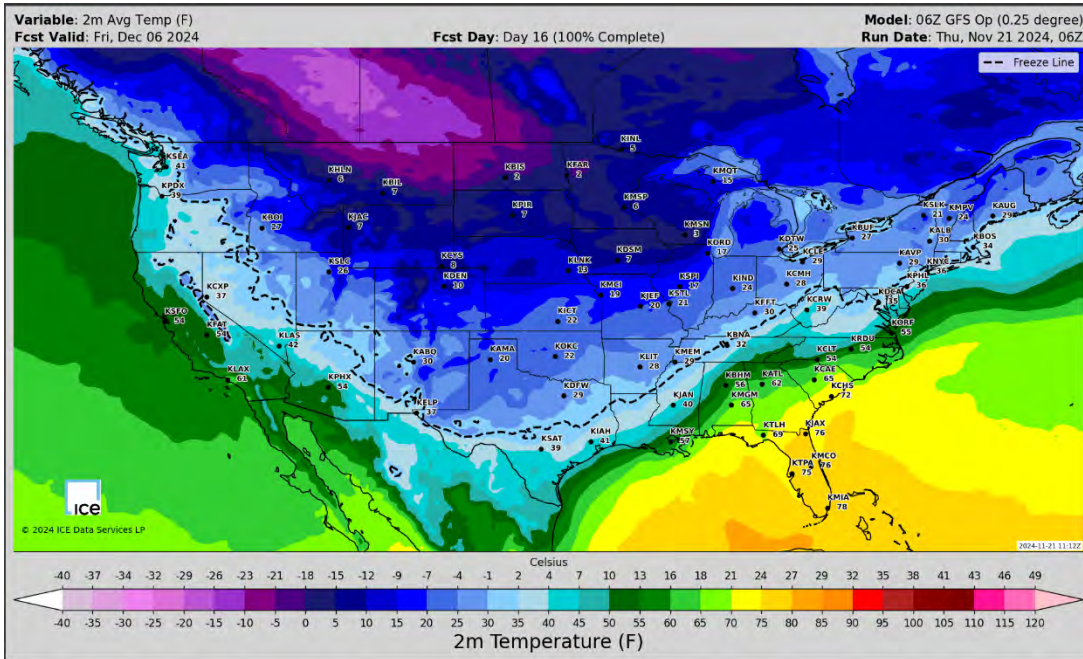 Variable: 2m Avg Temp (F)
Model: 06Z GFS Op (0.25 degree)
Fcst Valid: Fri, Dec 06 2024
Fcst Day: Day 16 (100% Complete)
Run Date: Thu, Nov 21 2024, 06Z
Freeze Line
KINL
5
KSEA
41
KHLN
6
KBIS
2
KFAR
2
KMQT
15
KPDX
39
KBIL
7
KPIR
7
KMSP
6
KSLK
21
KMPV
24
KAUG
29
KBOI
27
KJAC
7
KMSN
3
KBUF
27
KALB
30
KBOS
34
KORD
17
KDTW
25
KCLE
29
KSLC
26
KCYS
8
KDSM
7
KAVP
29
KNYC
36
KDEN
10
KLNK
13
KPHL
36
KCXP
37
KMCI
19
KSPI
17
KIND
24
KCMH
28
KDCA
KSFO
54
KFAT
54
KJEF
20
KSTL
21
KFFT
30
KCRW
39
KORF
55
KLAS
42
KICT
22
KBNA
32
KRDU
54
KABQ
30
KAMA
20
KOKC
22
KLIT
28
KMEM
29
KCLT
54
KLAX
61
KPHX
54
KBHM
56
KATL
62
KCAE
65
KDFW
29
KCHS
72
KELP
37
KJAN
40
KMGM
65
KSAT
39
KIAH
41
KMSY
57
KTLH
69
KJAX
76
KTPA
75
KMCO
76
KMIA
78
ice
© 2024 ICE Data Services LP
2024-11-21 11:12Z
Celsius
-40 -37 -34 -32 -29 -26 -23 -21 -18 -15 -12 -9 -7 -4 -1 2 4 7 10 13 16 18 21 24 27 29 32 35 38 41 43 46 49
-40 -35 -30 -25 -20 -15 -10 -5 0 5 10 15 20 25 30 35 40 45 50 55 60 65 70 75 80 85 90 95 100 105 110 115 120
2m Temperature (F)